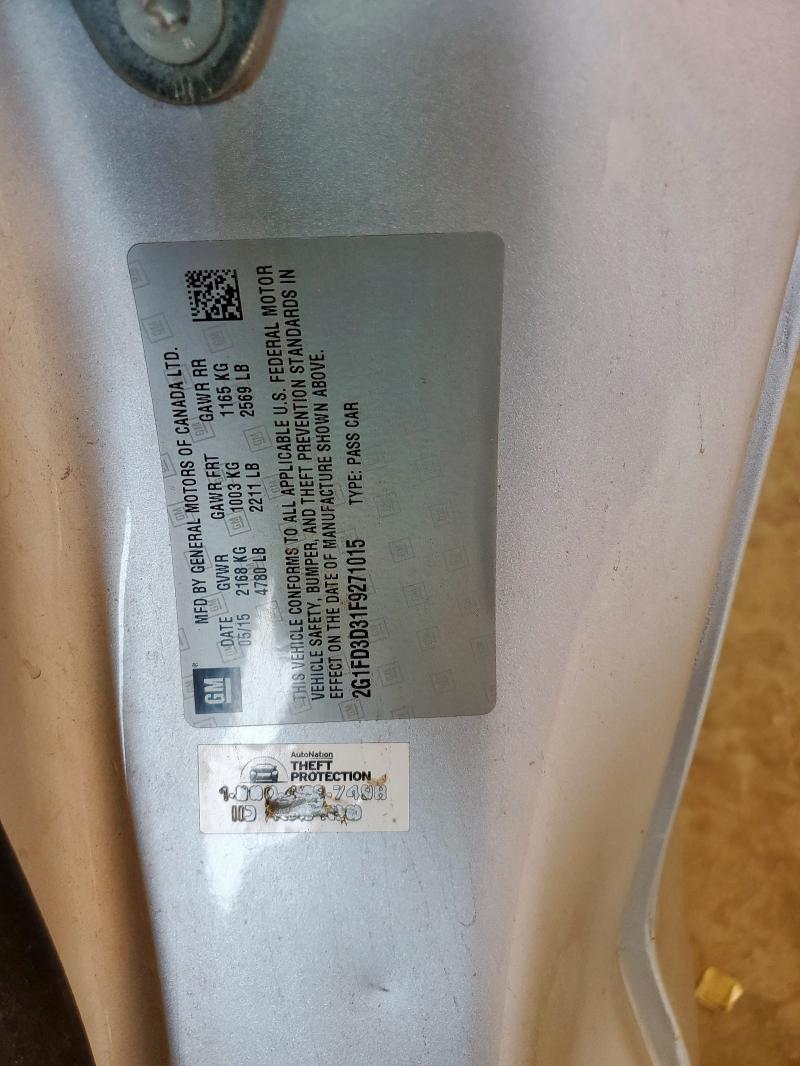 GM
MFD BY GENERAL MOTORS OF CANADA LTD.
DATE GVWR GAWR FRT GAWR RR
05/15 2168 KG 1003 KG 1165 KG
4780 LB 2211 LB 2569 LB
THIS VEHICLE CONFORMS TO ALL APPLICABLE U.S. FEDERAL MOTOR
VEHICLE SAFETY, BUMPER, AND THEFT PREVENTION STANDARDS IN
EFFECT ON THE DATE OF MANUFACTURE SHOWN ABOVE.
2G1FD3D31F9271015 TYPE: PASS CAR
AutoNation
THEFT
PROTECTION
ID